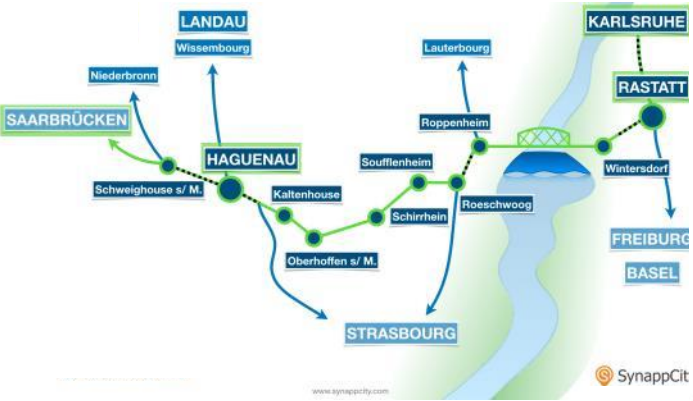 LANDAU
Wissembourg
Niederbronn
SAARBRÜCKEN
HAGUENAU
Schweighouse s/ M.
Kaltenhouse
Oberhoffen s/ M.
Soufflenheim
Schirrhein
Lauterbourg
Roppenheim
Roeschwoog
STRASBOURG
KARLSRUHE
RASTATT
Wintersdorf
FREIBURG
BASEL
www.synappcity.com
SynappCit